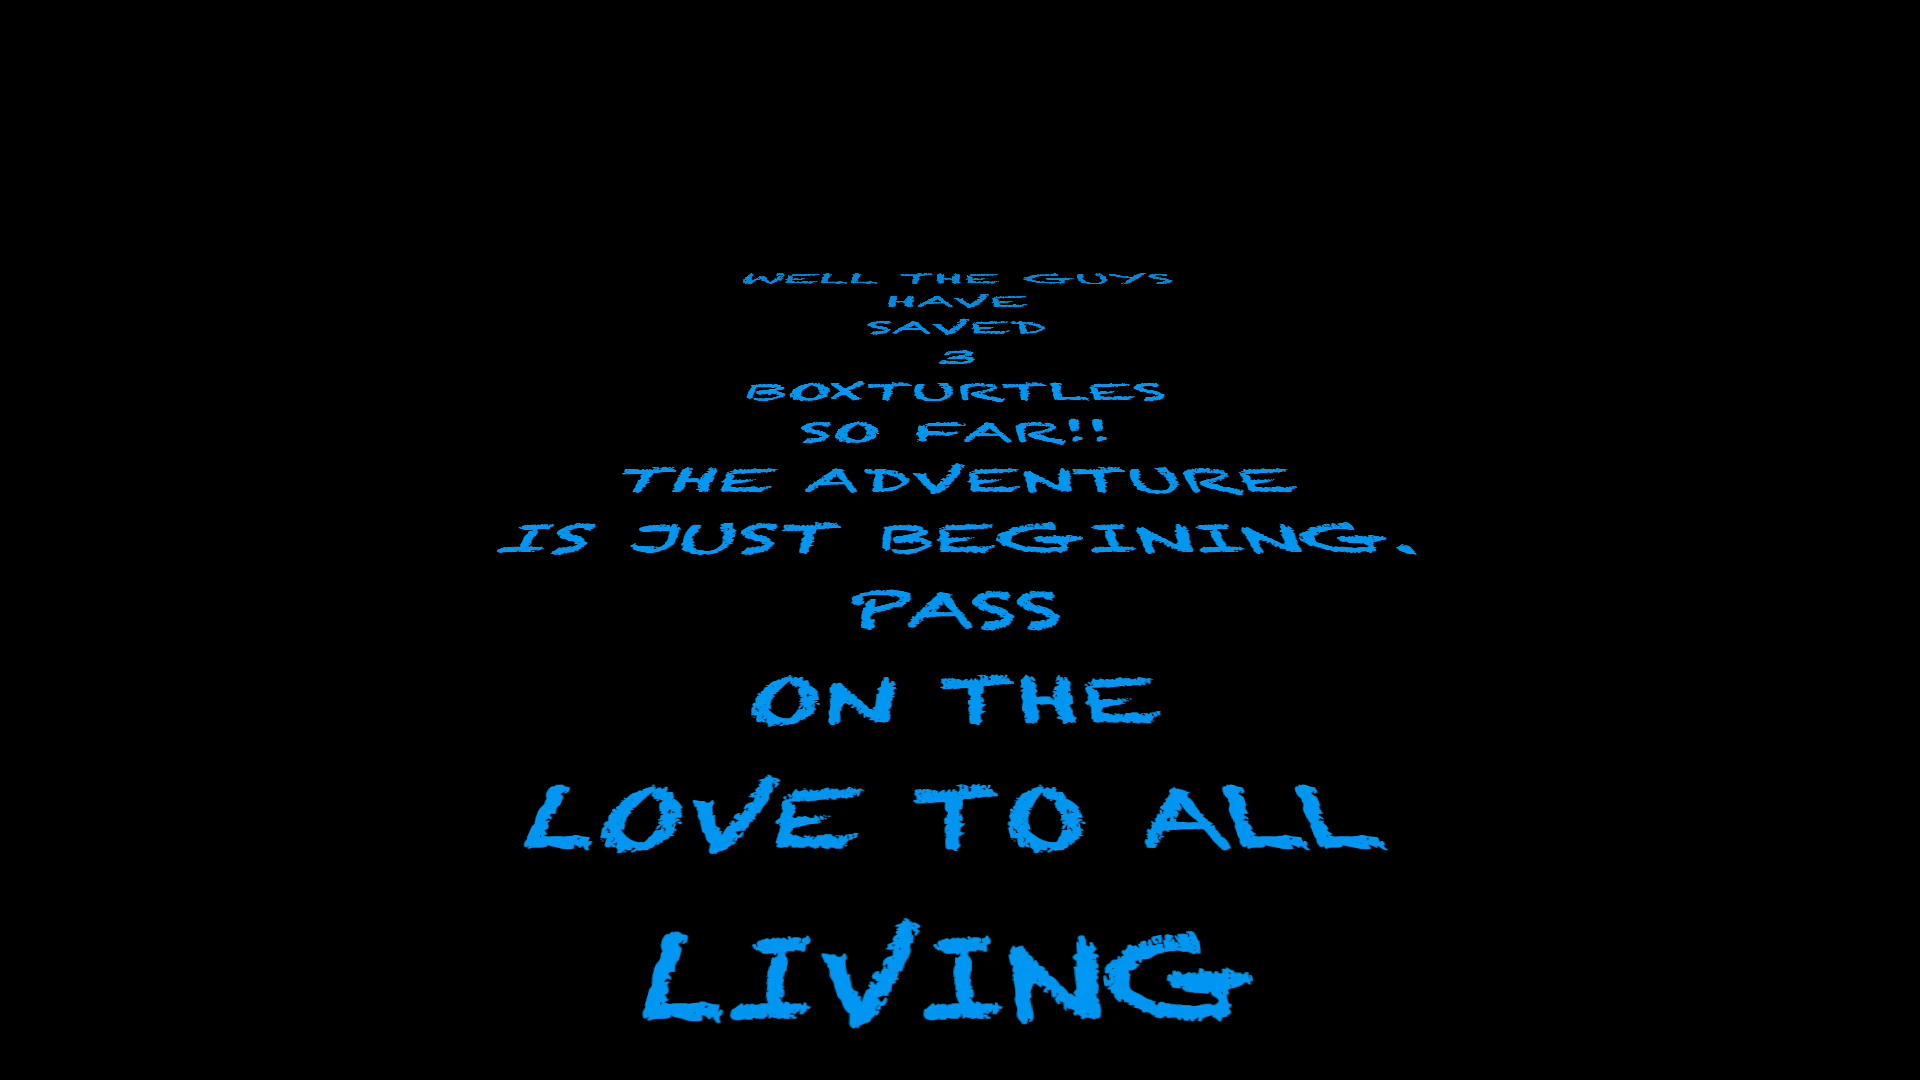 WELL THE GUYS
HAVE
SAVED
3
BOXTURTLES
SO FAR!!
THE ADVENTURE
IS JUST BEGINING.
PASS
ON THE
LOVE TO ALL
LIVING